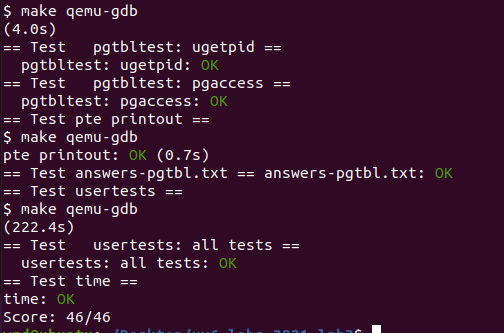 $ make qemu-gdb
(4.0s)
== Test   pgtbltest: ugetpid ==
  pgtbltest: ugetpid: OK
== Test   pgtbltest: pgaccess ==
  pgtbltest: pgaccess: OK
== Test pte printout ==
$ make qemu-gdb
pte printout: OK (0.7s)
== Test answers-pgtbl.txt == answers-pgtbl.txt: OK
== Test usertests ==
$ make qemu-gdb
(222.4s)
== Test   usertests: all tests ==
  usertests: all tests: OK
== Test time ==
time: OK
Score: 46/46